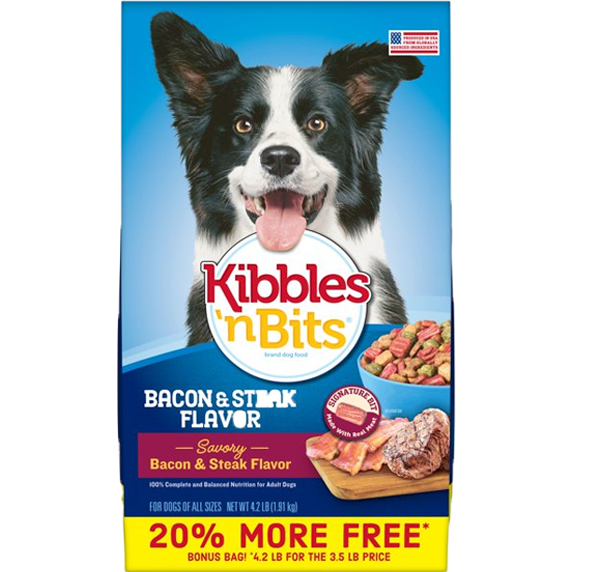 PRODUCED IN USA
FROM GLOBALLY
SOURCED INGREDIENTS
Kibbles
'nBits®
brand dog food
BACON & STEAK
FLAVOR
Savory
Bacon & Steak Flavor
100% Complete and Balanced Nutrition for Adult Dogs
SIGNATURE BIT
Made With Real Meat
FOR DOGS OF ALL SIZES NET WT 4.2 LB (1.91 kg)
20% MORE FREE*
BONUS BAG! *4.2 LB FOR THE 3.5 LB PRICE